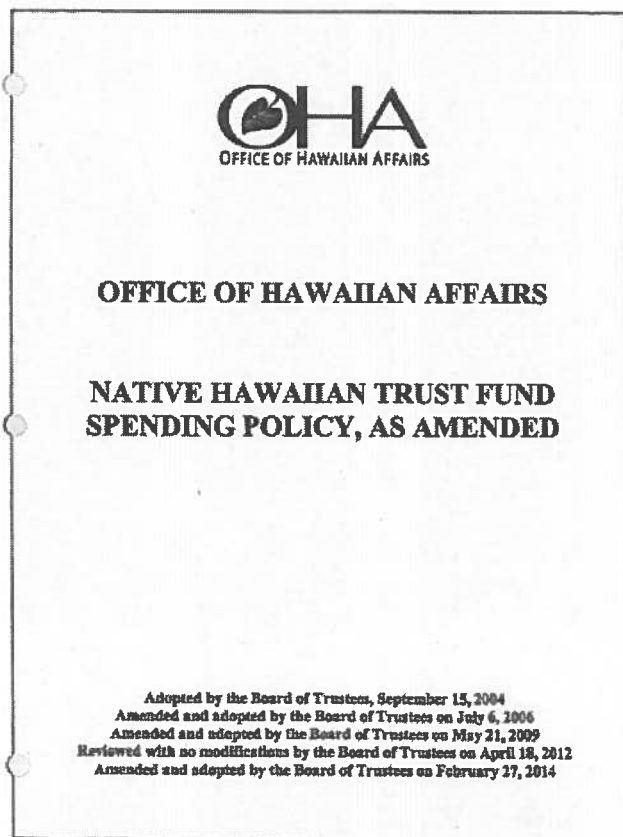 OHA
OFFICE OF HAWAIIAN AFFAIRS
OFFICE OF HAWAIIAN AFFAIRS
NATIVE HAWAIIAN TRUST FUND
SPENDING POLICY, AS AMENDED
Adopted by the Board of Trustees, September 15, 2004
Amended and adopted by the Board of Trustees on July 6, 2006
Amended and adopted by the Board of Trustees on May 21, 2009
Reviewed with no modifications by the Board of Trustees on April 18, 2012
Amended and adopted by the Board of Trustees on February 27, 2014